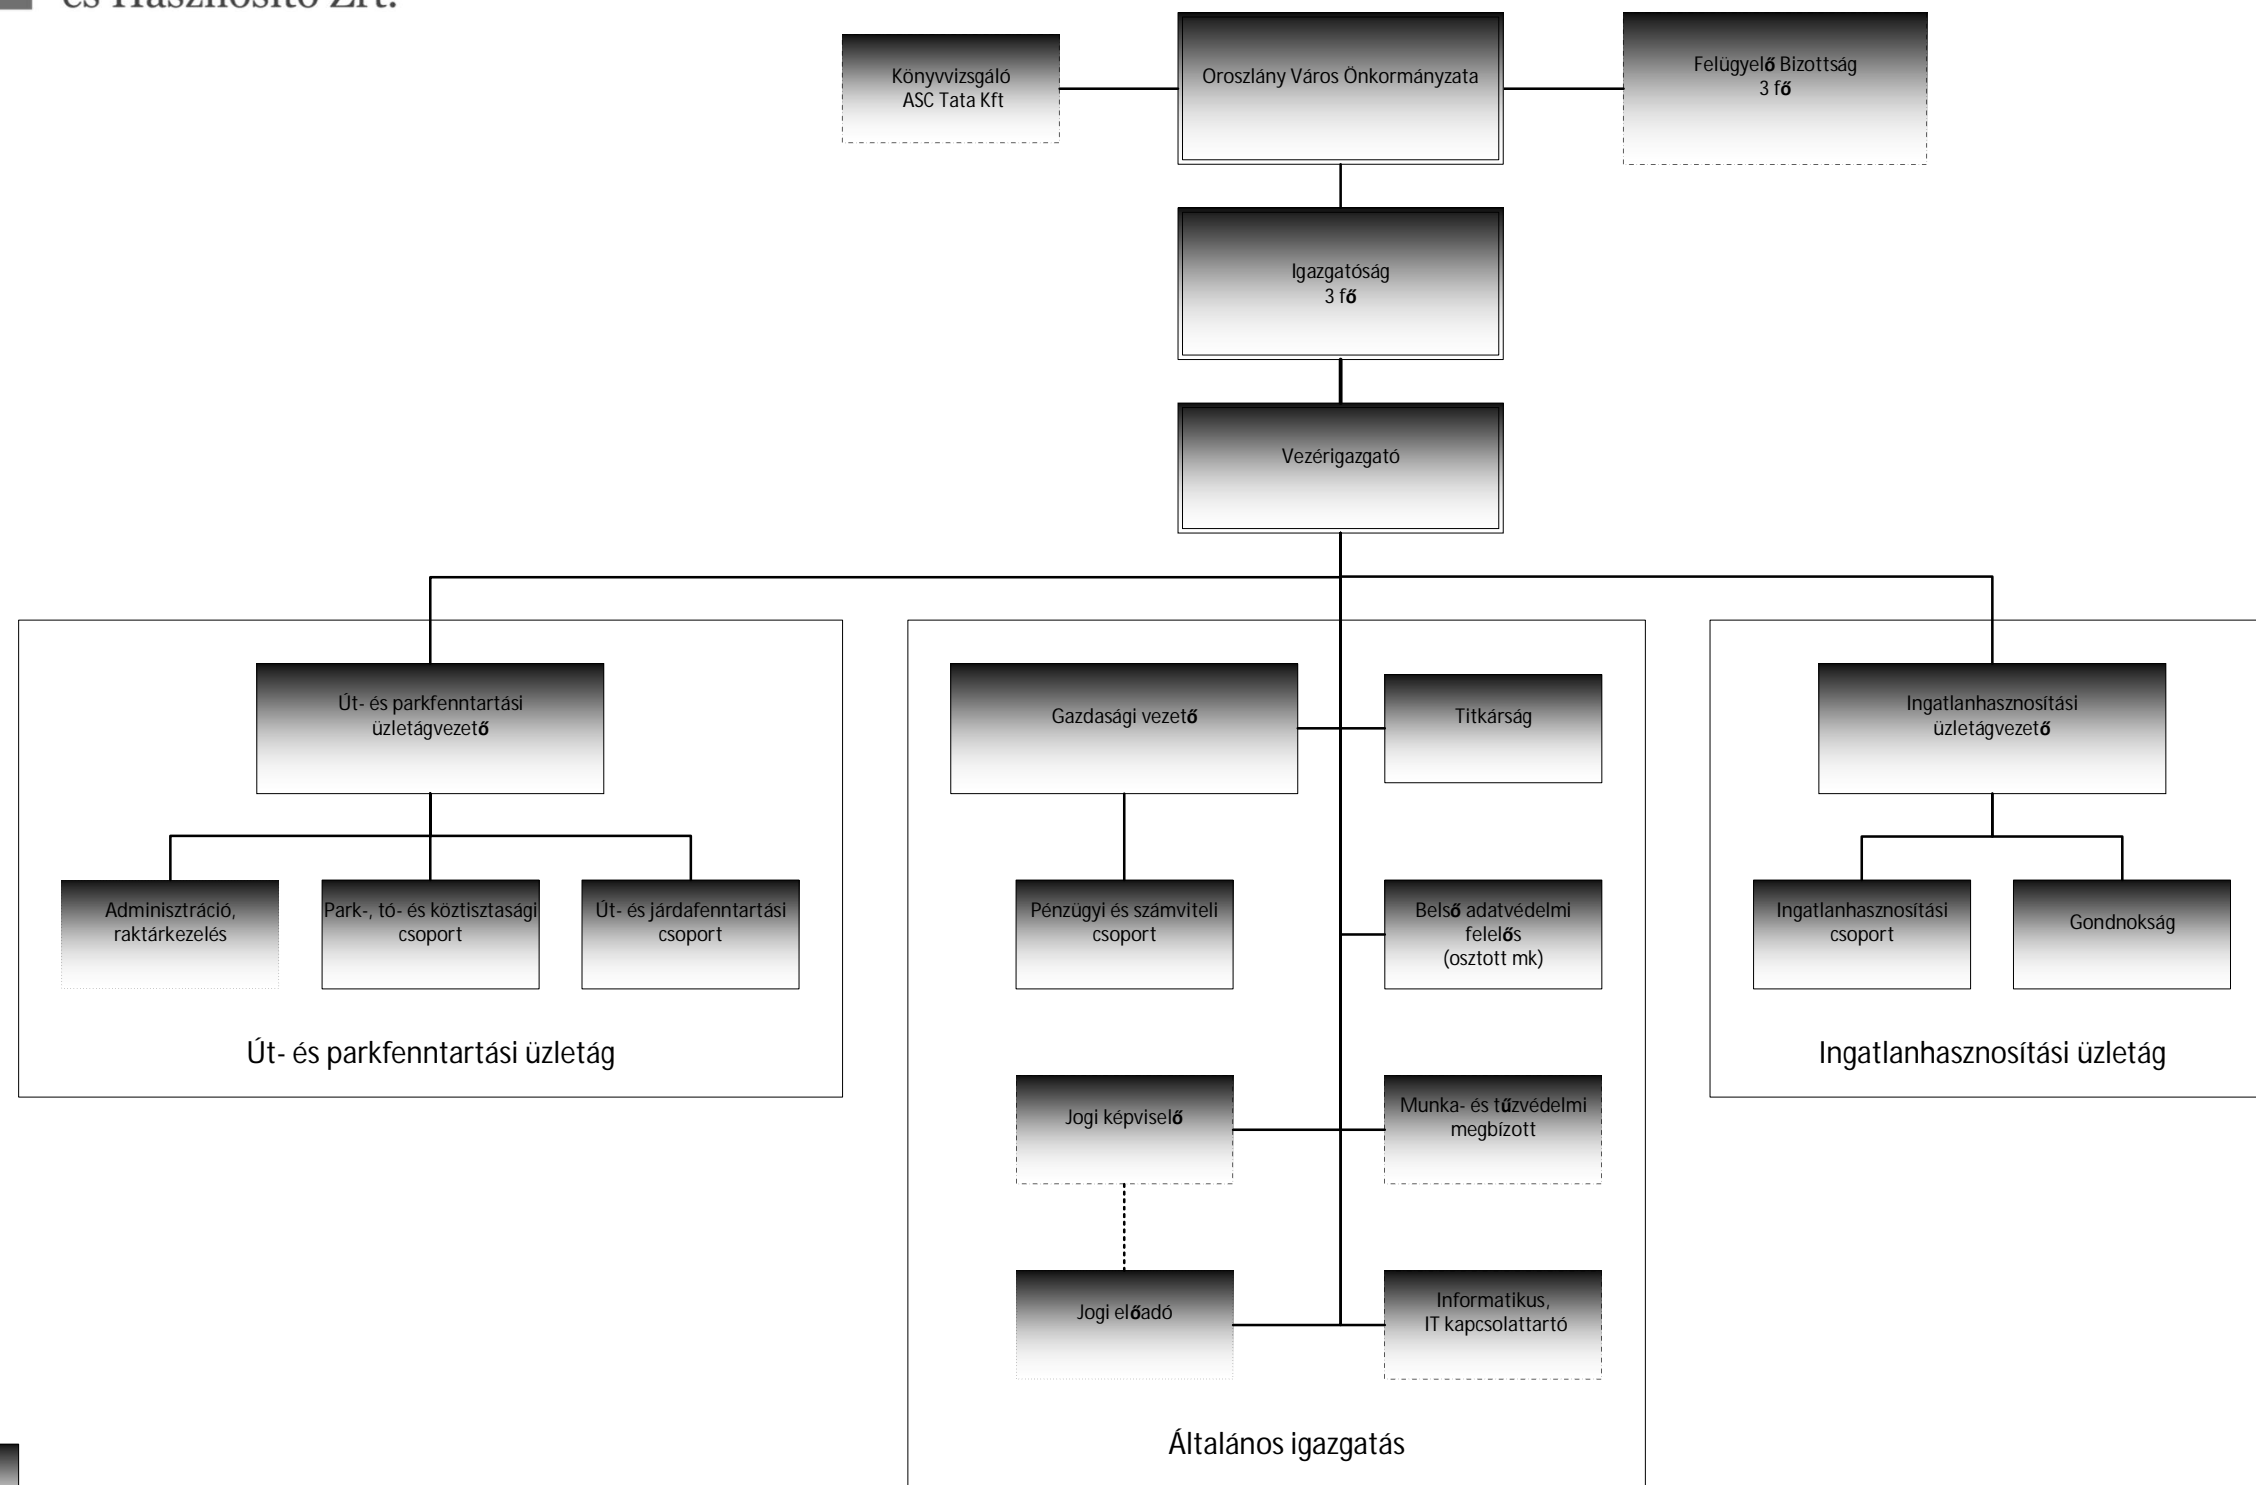 és Hasznosító Zrt.
Könyvvizsgáló
ASC Tata Kft
Oroszlány Város Önkormányzata
Felügyelő Bizottság
3 fő
Igazgatóság
3 fő
Vezérigazgató
Út- és parkfenntartási
üzletágvezető
Adminisztráció,
raktárkezelés
Park-, tó- és köztisztasági
csoport
Út- és járdafenntartási
csoport
Út- és parkfenntartási üzletág
Gazdasági vezető
Titkárság
Pénzügyi és számviteli
csoport
Belső adatvédelmi
felelős
(osztott mk)
Jogi képviselő
Munka- és tűzvédelmi
megbízott
Jogi előadó
Informatikus,
IT kapcsolattartó
Általános igazgatás
Ingatlanhasznosítási
üzletágvezető
Ingatlanhasznosítási
csoport
Gondnokság
Ingatlanhasznosítási üzletág